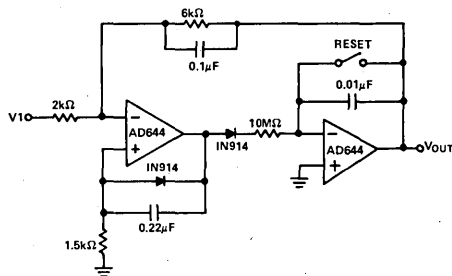 6kΩ
0.1μF
RESET
0.01μF
V1
2kΩ
−
AD644
+
IN914
10MΩ
−
AD644
+
VOUT
IN914
0.22μF
1.5kΩ